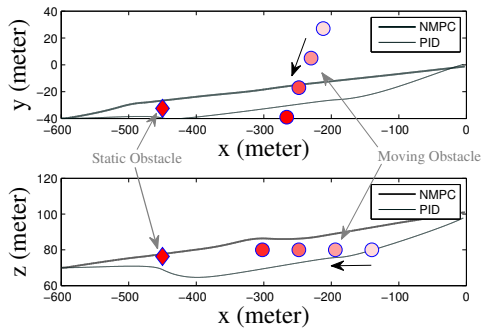 40
20
0
-20
-40
y (meter)
NMPC
PID
-600 -500 -400 -300 -200 -100 0
x (meter)
Static Obstacle
Moving Obstacle
120
100
80
60
z (meter)
NMPC
PID
-600 -500 -400 -300 -200 -100 0
x (meter)